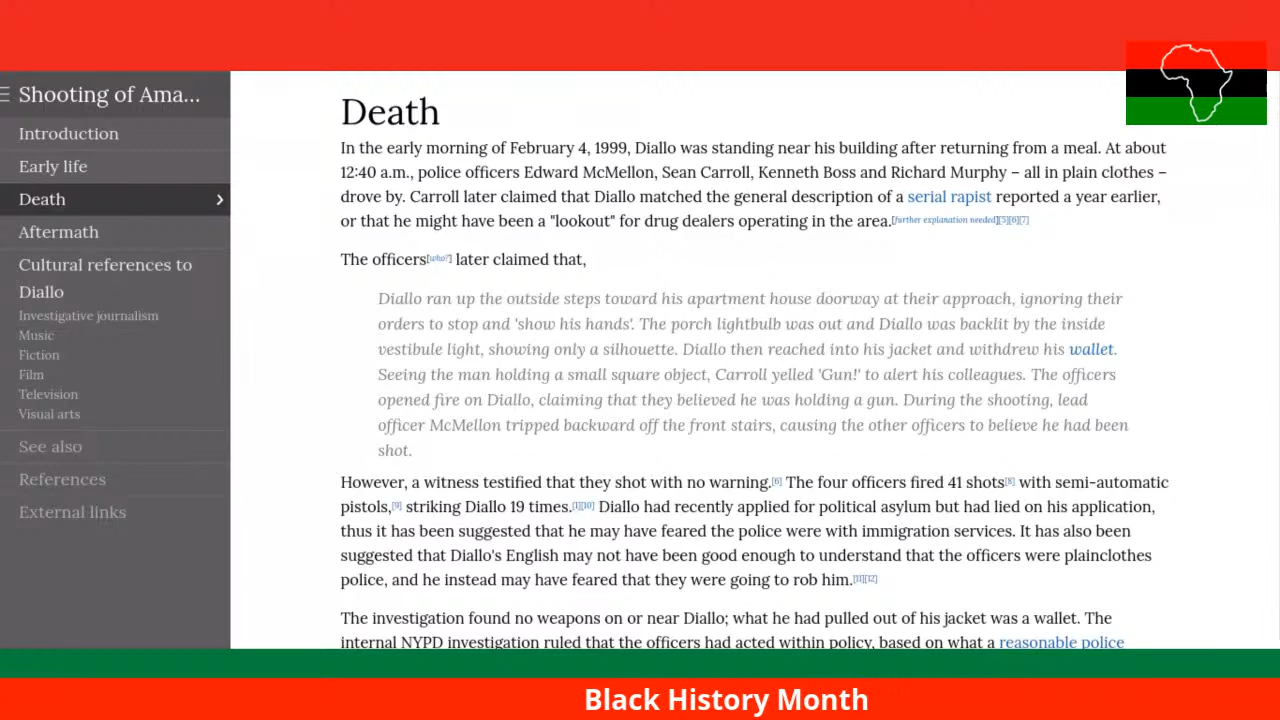 Shooting of Ama...
Introduction
Early life
Death
Aftermath
Cultural references to
Diallo
Investigative journalism
Music
Fiction
Film
Television
Visual arts
See also
References
External links
Death
In the early morning of February 4, 1999, Diallo was standing near his building after returning from a meal. At about
12:40 a.m., police officers Edward McMellon, Sean Carroll, Kenneth Boss and Richard Murphy – all in plain clothes –
drove by. Carroll later claimed that Diallo matched the general description of a serial rapist reported a year earlier,
or that he might have been a "lookout" for drug dealers operating in the area.[further explanation needed][5][6][7]
The officers[who?] later claimed that,
Diallo ran up the outside steps toward his apartment house doorway at their approach, ignoring their
orders to stop and 'show his hands'. The porch lightbulb was out and Diallo was backlit by the inside
vestibule light, showing only a silhouette. Diallo then reached into his jacket and withdrew his wallet.
Seeing the man holding a small square object, Carroll yelled 'Gun!' to alert his colleagues. The officers
opened fire on Diallo, claiming that they believed he was holding a gun. During the shooting, lead
officer McMellon tripped backward off the front stairs, causing the other officers to believe he had been
shot.
However, a witness testified that they shot with no warning.[6] The four officers fired 41 shots[8] with semi-automatic
pistols,[9] striking Diallo 19 times.[1][10] Diallo had recently applied for political asylum but had lied on his application,
thus it has been suggested that he may have feared the police were with immigration services. It has also been
suggested that Diallo's English may not have been good enough to understand that the officers were plainclothes
police, and he instead may have feared that they were going to rob him.[11][12]
The investigation found no weapons on or near Diallo; what he had pulled out of his jacket was a wallet. The
internal NYPD investigation ruled that the officers had acted within policy, based on what a reasonable police
Black History Month